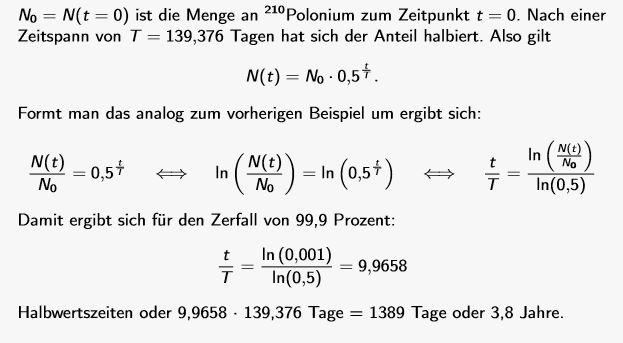 N₀ = N(t = 0) ist die Menge an ²¹⁰Polonium zum Zeitpunkt t = 0. Nach einer
Zeitspann von T = 139,376 Tagen hat sich der Anteil halbiert. Also gilt
N(t) = N₀ · 0,5^(t/T).
Formt man das analog zum vorherigen Beispiel um ergibt sich:
N(t)/N₀ = 0,5^(t/T) ⟺ ln(N(t)/N₀) = ln(0,5^(t/T)) ⟺ t/T = ln(N(t)/N₀)/ln(0,5)
Damit ergibt sich für den Zerfall von 99,9 Prozent:
t/T = ln(0,001)/ln(0,5) = 9,9658
Halbwertszeiten oder 9,9658 · 139,376 Tage = 1389 Tage oder 3,8 Jahre.